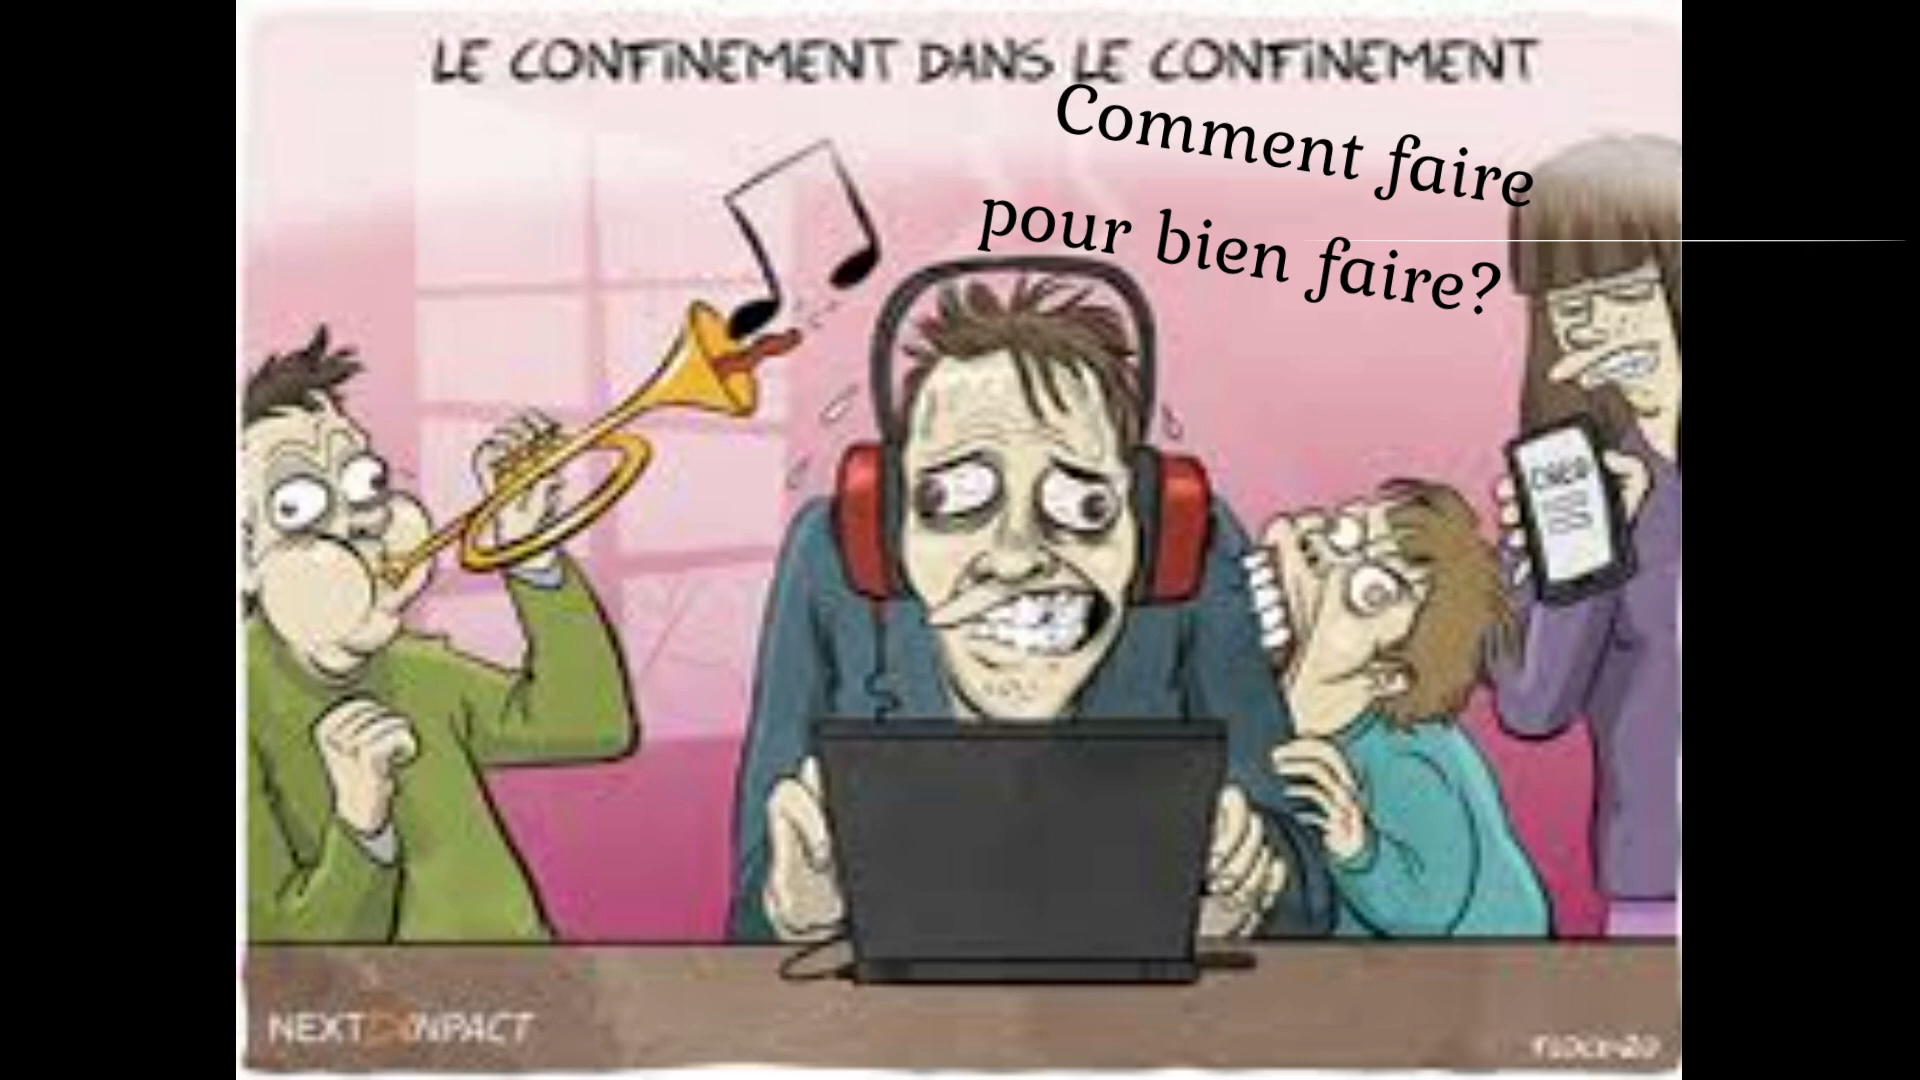 LE CONFINEMENT DANS LE CONFINEMENT
Comment faire
pour bien faire?
NEXT INPACT